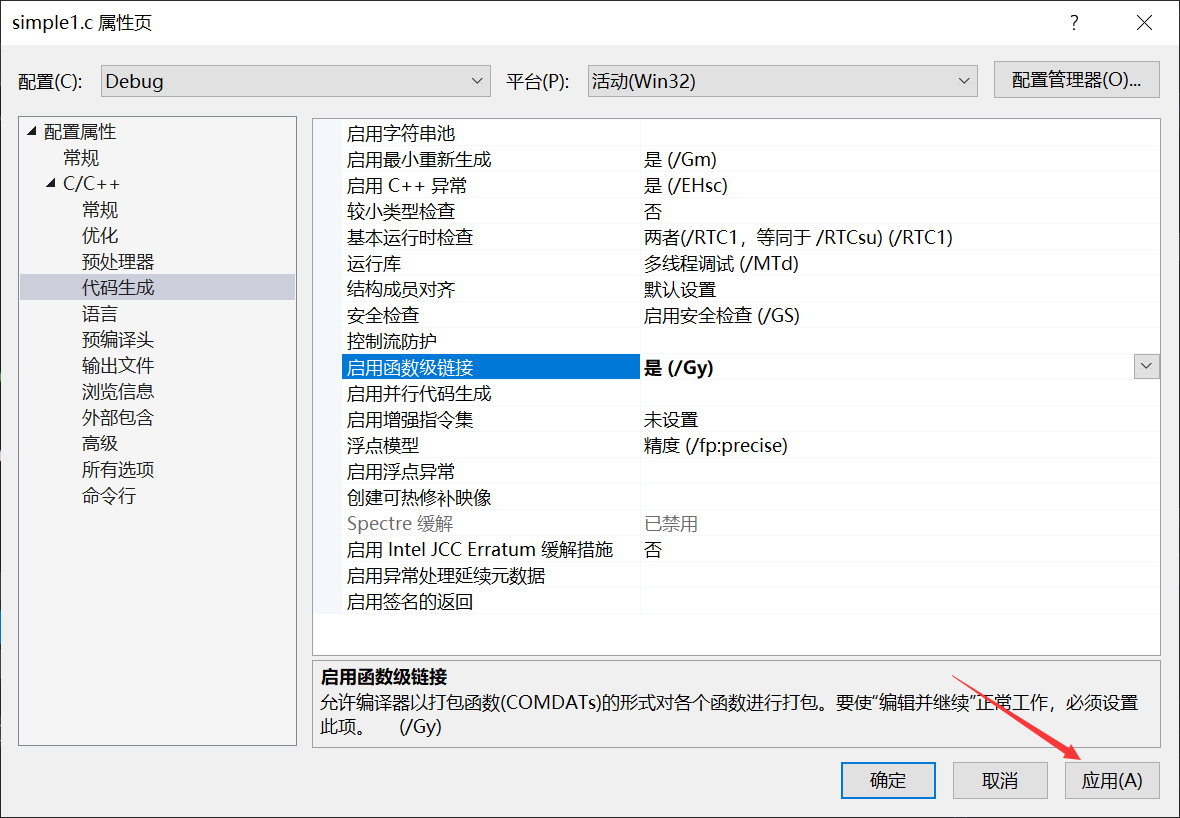 simple1.c 属性页
配置(C): Debug 平台(P): 活动(Win32) 配置管理器(O)...
配置属性
常规
C/C++
常规
优化
预处理器
代码生成
语言
预编译头
输出文件
浏览信息
外部包含
高级
所有选项
命令行
启用字符串池
启用最小重新生成 是 (/Gm)
启用 C++ 异常 是 (/EHsc)
较小类型检查 否
基本运行时检查 两者(/RTC1，等同于 /RTCsu) (/RTC1)
运行库 多线程调试 (/MTd)
结构成员对齐 默认设置
安全检查 启用安全检查 (/GS)
控制流防护
启用函数级链接 是 (/Gy)
启用并行代码生成
启用增强指令集 未设置
浮点模型 精度 (/fp:precise)
启用浮点异常
创建可热修补映像
Spectre 缓解 已禁用
启用 Intel JCC Erratum 缓解措施 否
启用异常处理延续元数据
启用签名的返回
启用函数级链接
允许编译器以打包函数(COMDATs)的形式对各个函数进行打包。要使“编辑并继续”正常工作，必须设置
此项。 (/Gy)
确定 取消 应用(A)